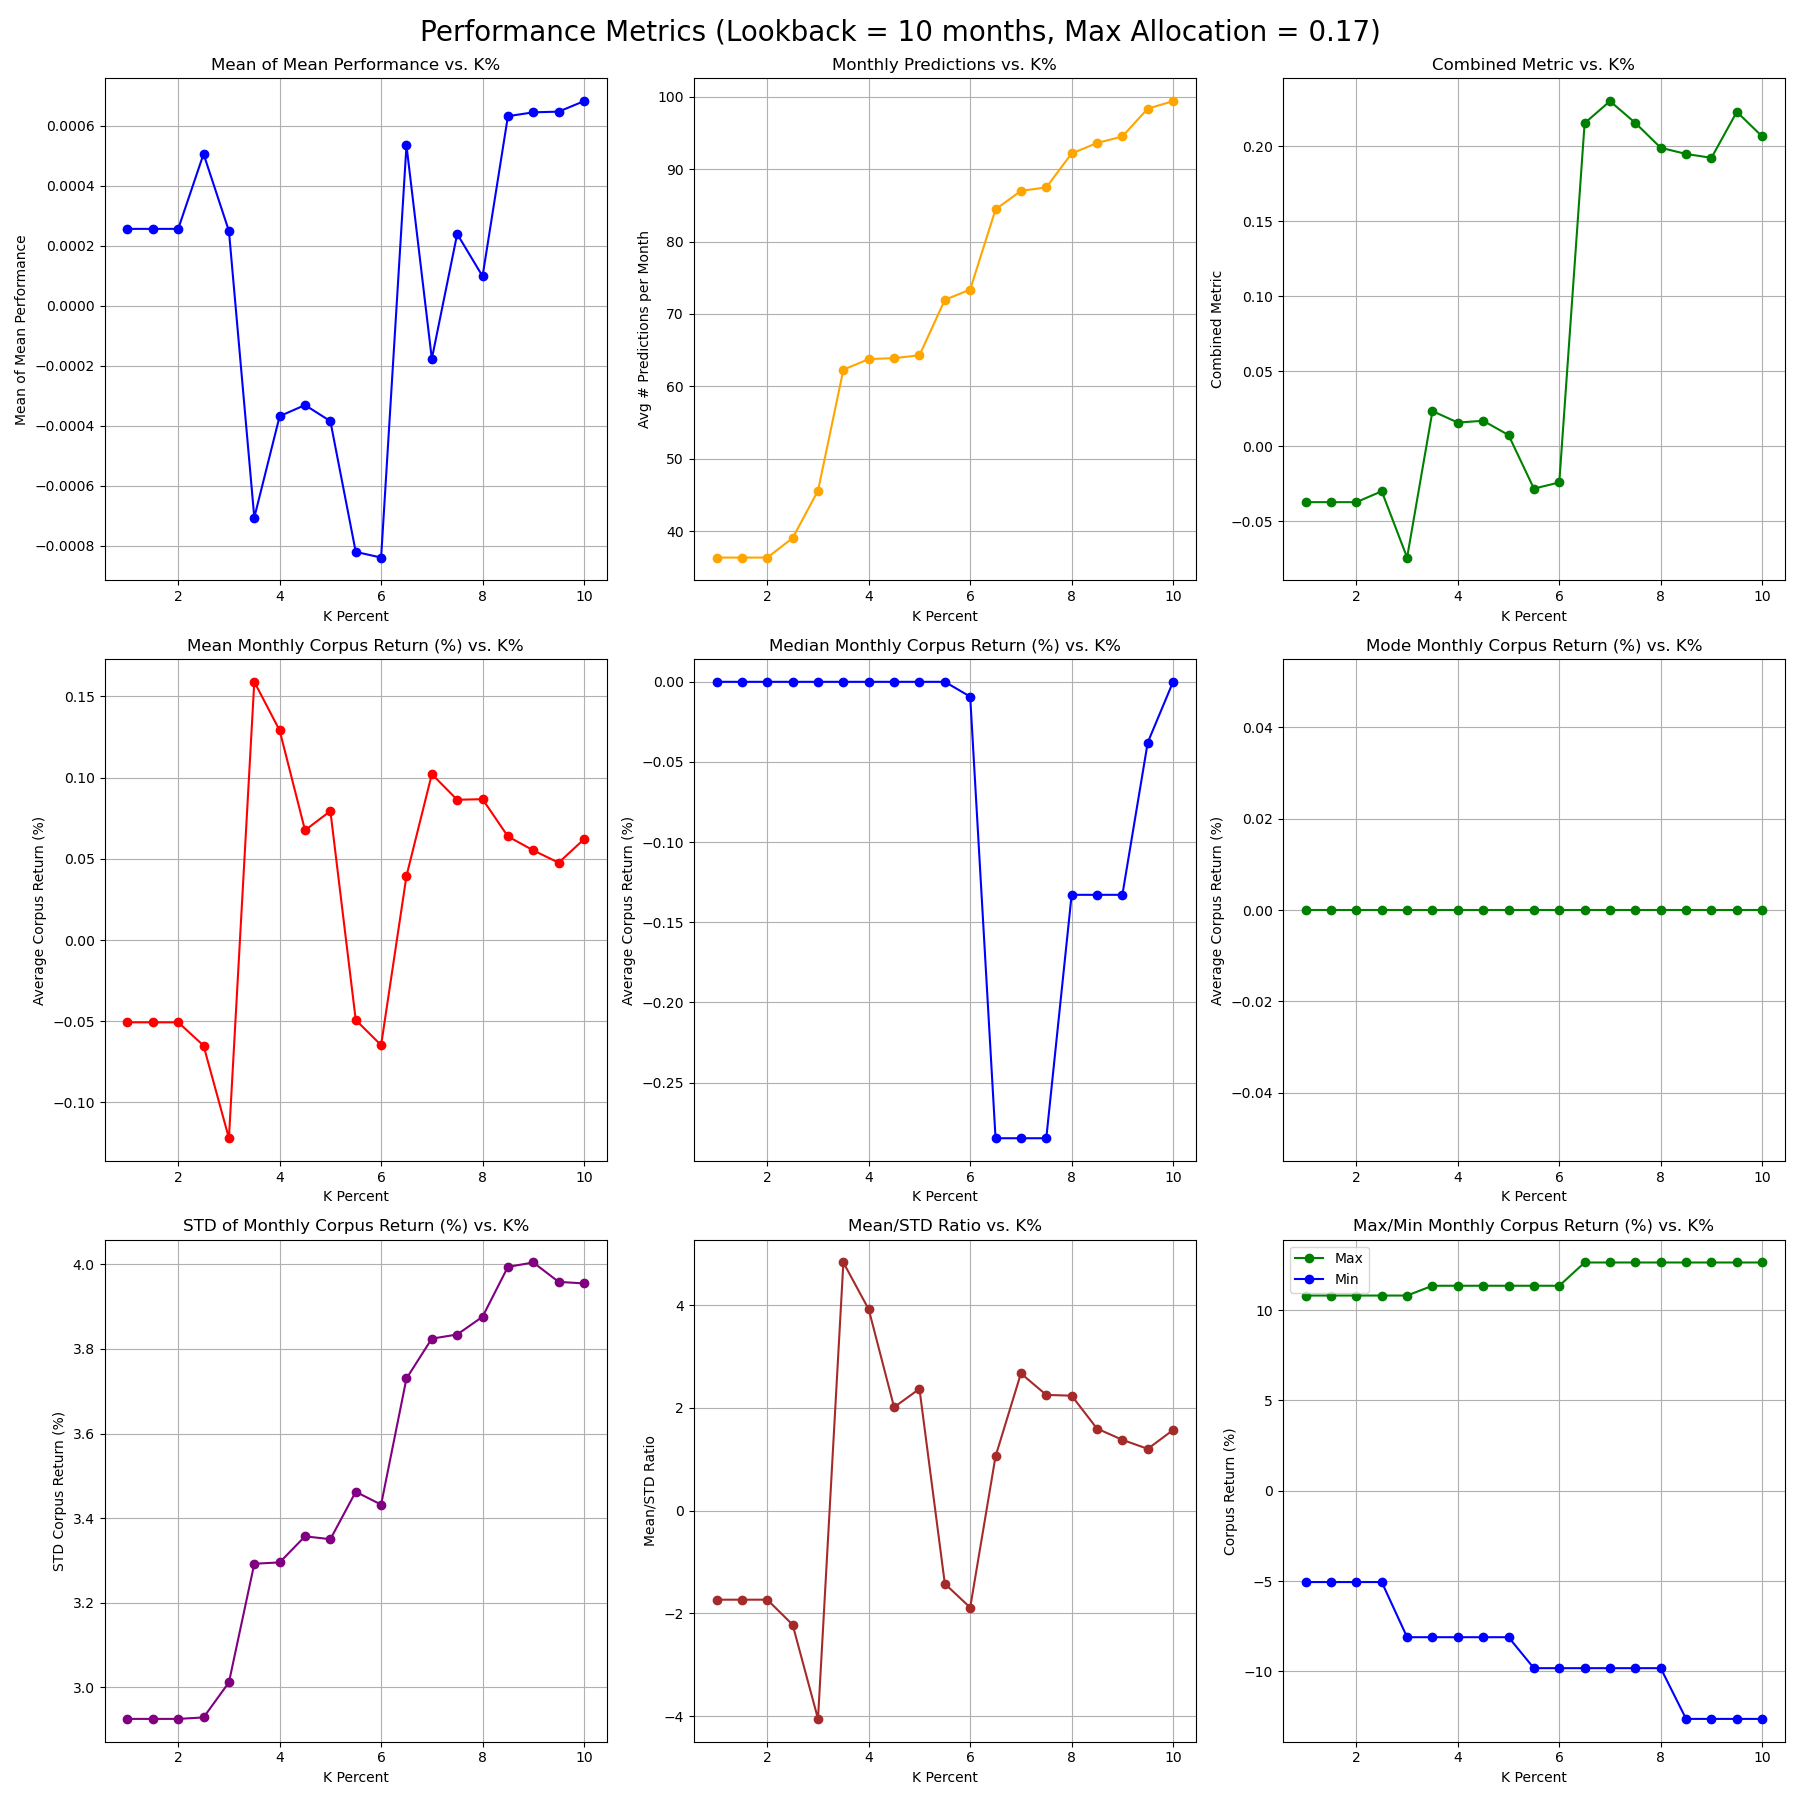 Performance Metrics (Lookback = 10 months, Max Allocation = 0.17)
Mean of Mean Performance vs. K%
Mean of Mean Performance
0.0006
0.0004
0.0002
0.0000
−0.0002
−0.0004
−0.0006
−0.0008
2 4 6 8 10
K Percent
Monthly Predictions vs. K%
Avg # Predictions per Month
100
90
80
70
60
50
40
2 4 6 8 10
K Percent
Combined Metric vs. K%
Combined Metric
0.20
0.15
0.10
0.05
0.00
−0.05
2 4 6 8 10
K Percent
Mean Monthly Corpus Return (%) vs. K%
Average Corpus Return (%)
0.15
0.10
0.05
0.00
−0.05
−0.10
2 4 6 8 10
K Percent
Median Monthly Corpus Return (%) vs. K%
Average Corpus Return (%)
0.00
−0.05
−0.10
−0.15
−0.20
−0.25
2 4 6 8 10
K Percent
Mode Monthly Corpus Return (%) vs. K%
Average Corpus Return (%)
0.04
0.02
0.00
−0.02
−0.04
2 4 6 8 10
K Percent
STD of Monthly Corpus Return (%) vs. K%
STD Corpus Return (%)
4.0
3.8
3.6
3.4
3.2
3.0
2 4 6 8 10
K Percent
Mean/STD Ratio vs. K%
Mean/STD Ratio
4
2
0
−2
−4
2 4 6 8 10
K Percent
Max/Min Monthly Corpus Return (%) vs. K%
Max
Min
Corpus Return (%)
10
5
0
−5
−10
2 4 6 8 10
K Percent